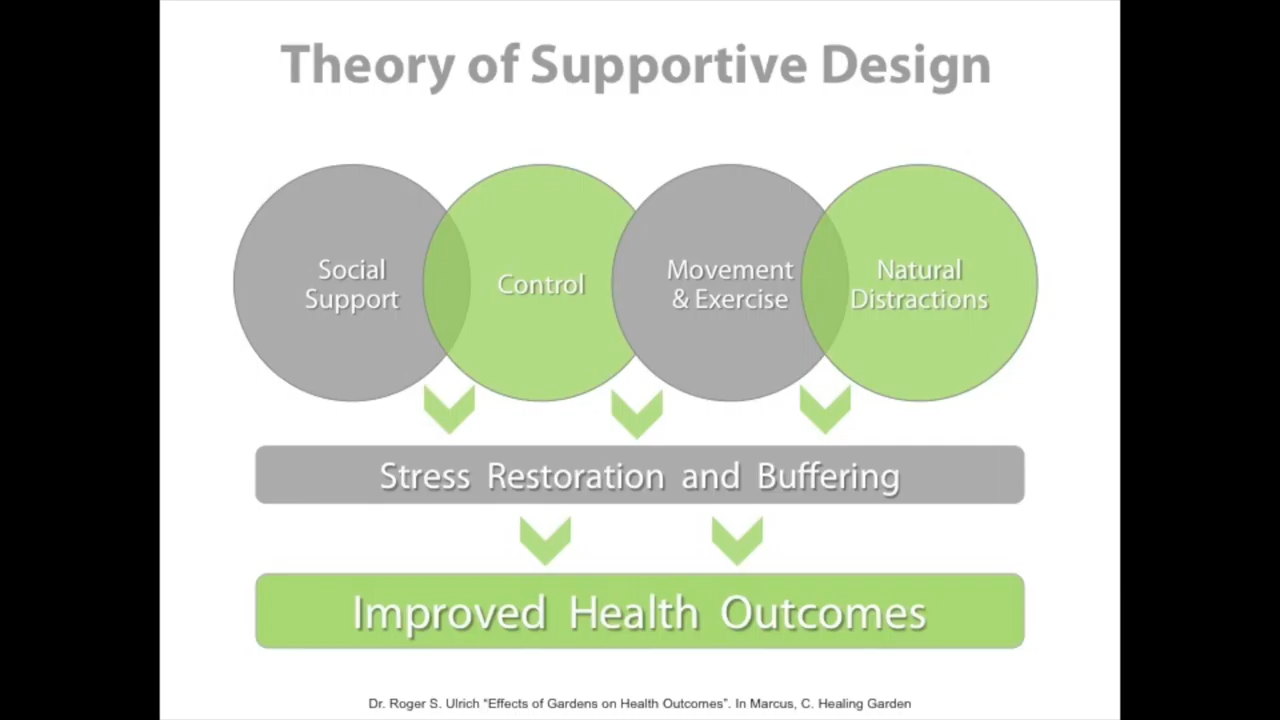 Theory of Supportive Design
Social
Support
Control
Movement
& Exercise
Natural
Distractions
Stress Restoration and Buffering
Improved Health Outcomes
Dr. Roger S. Ulrich “Effects of Gardens on Health Outcomes”. In Marcus, C. Healing Garden